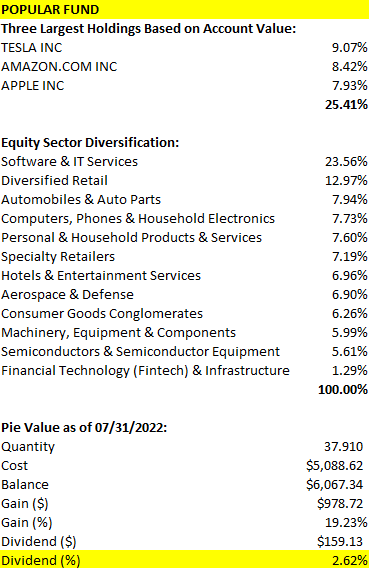 POPULAR FUND
Three Largest Holdings Based on Account Value:
TESLA INC 9.07%
AMAZON.COM INC 8.42%
APPLE INC 7.93%
25.41%
Equity Sector Diversification:
Software & IT Services 23.56%
Diversified Retail 12.97%
Automobiles & Auto Parts 7.94%
Computers, Phones & Household Electronics 7.73%
Personal & Household Products & Services 7.60%
Specialty Retailers 7.19%
Hotels & Entertainment Services 6.96%
Aerospace & Defense 6.90%
Consumer Goods Conglomerates 6.26%
Machinery, Equipment & Components 5.99%
Semiconductors & Semiconductor Equipment 5.61%
Financial Technology (Fintech) & Infrastructure 1.29%
100.00%
Pie Value as of 07/31/2022:
Quantity 37.910
Cost $5,088.62
Balance $6,067.34
Gain ($) $978.72
Gain (%) 19.23%
Dividend ($) $159.13
Dividend (%) 2.62%